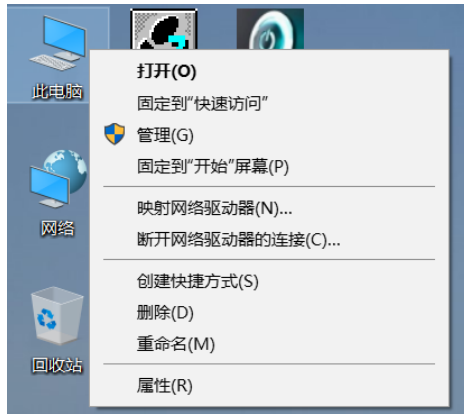 此电脑
网络
回收站
打开(O)
固定到"快速访问"
管理(G)
固定到"开始"屏幕(P)
映射网络驱动器(N)...
断开网络驱动器的连接(C)...
创建快捷方式(S)
删除(D)
重命名(M)
属性(R)